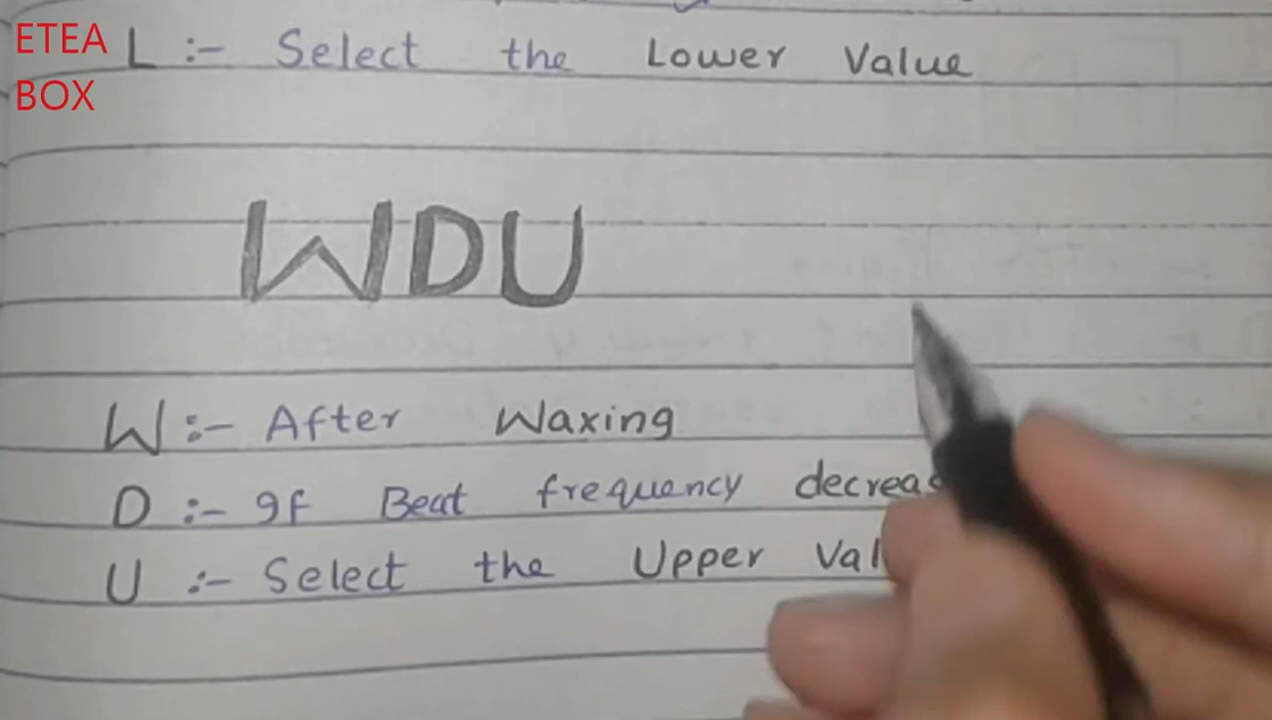 ETEA
BOX
L :- Select the Lower Value
WDU
W :- After Waxing
D :- If Beat frequency
U :- Select the Upper